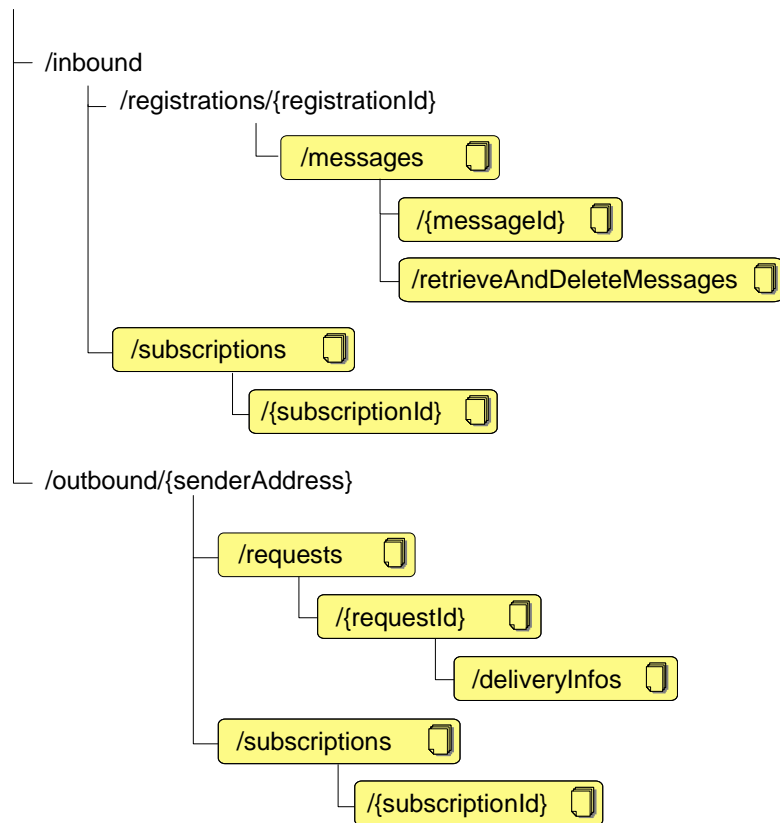 /inbound
/registrations/{registrationId}
/messages
/{messageId}
/retrieveAndDeleteMessages
/subscriptions
/{subscriptionId}
/outbound/{senderAddress}
/requests
/{requestId}
/deliveryInfos
/subscriptions
/{subscriptionId}